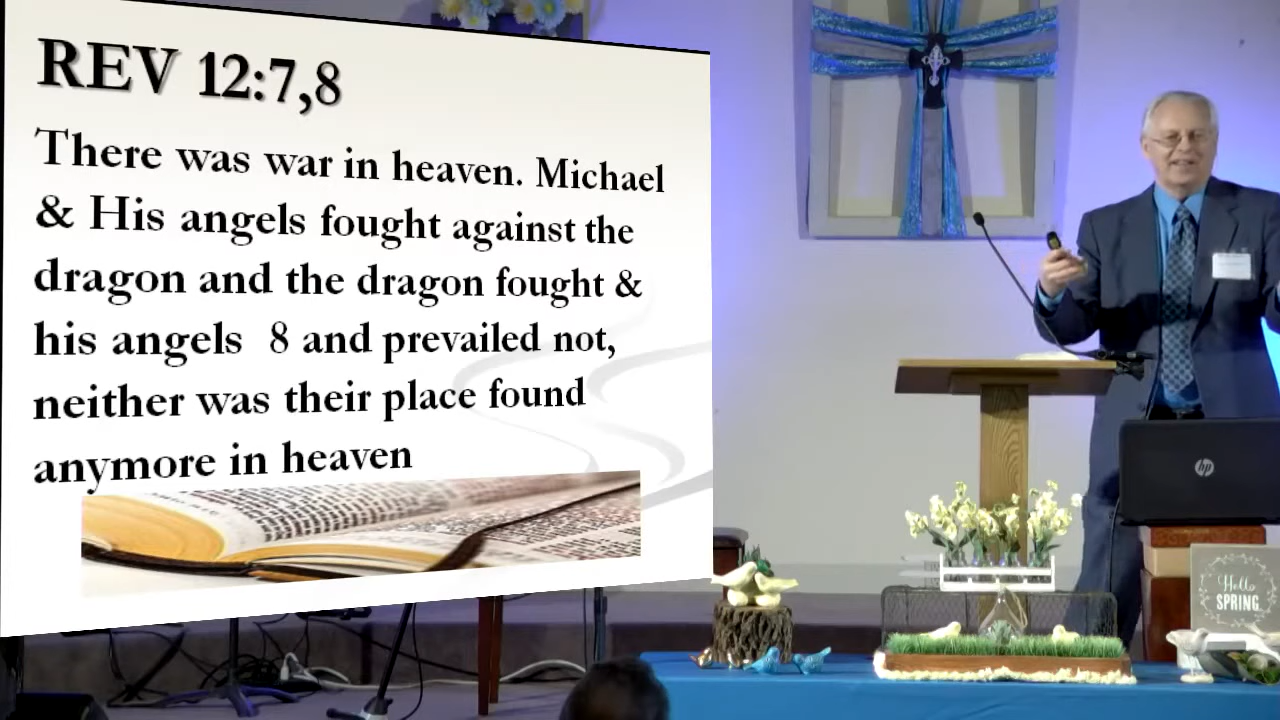 REV 12:7,8
There was war in heaven. Michael
& His angels fought against the
dragon and the dragon fought &
his angels  8 and prevailed not,
neither was their place found
anymore in heaven
hp
Hello
SPRING